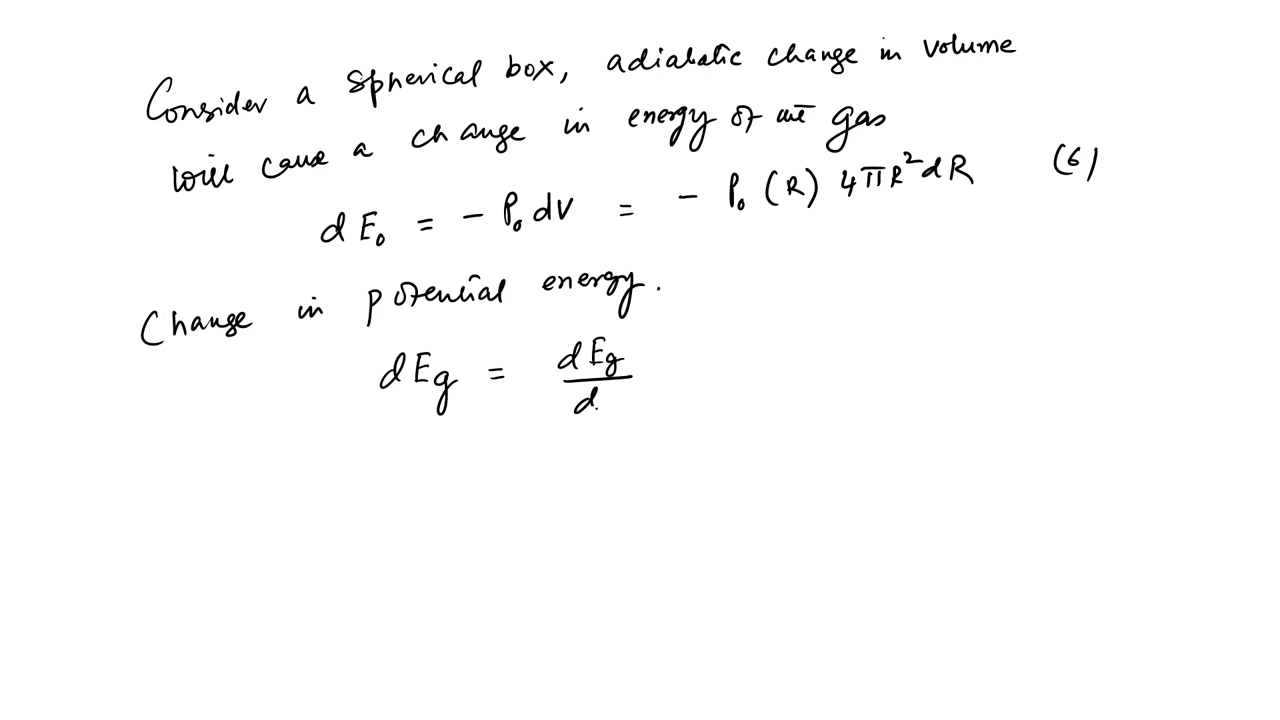 Consider a spherical box, adiabatic change in volume
will cause a change in energy of the gas
dE₀ = - P₀ dV = - P₀ (R) 4πR² dR (6)
Change in potential energy.
dEg = dEg / d